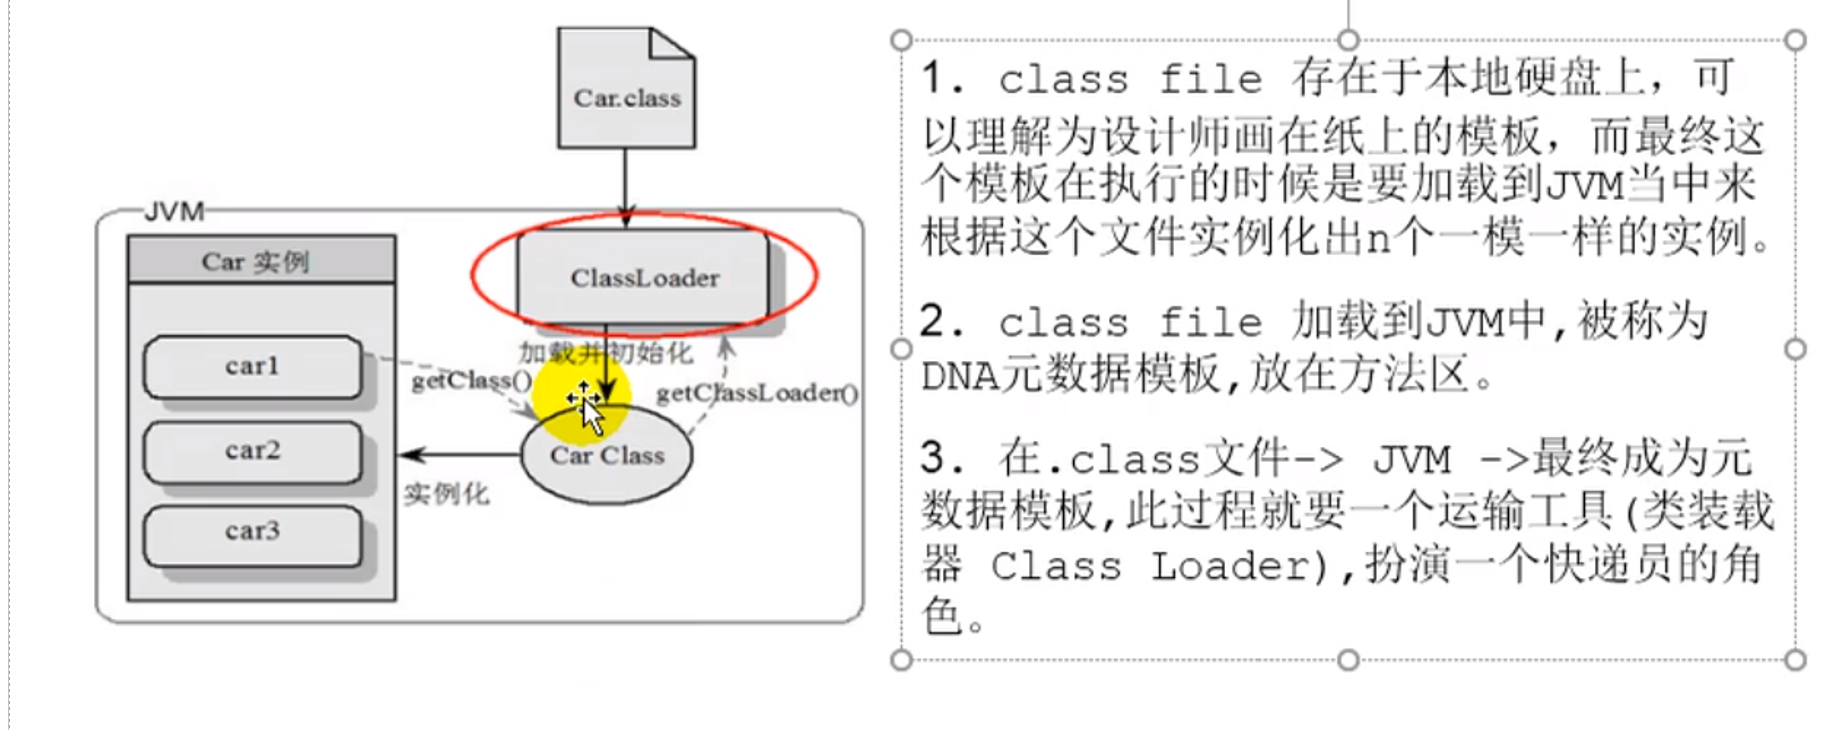 Car.class
JVM
Car 实例
ClassLoader
加载并初始化
car1
getClass()
getClassLoader()
car2
Car Class
实例化
car3
1. class file 存在于本地硬盘上，可
以理解为设计师画在纸上的模板，而最终这
个模板在执行的时候是要加载到JVM当中来
根据这个文件实例化出n个一模一样的实例。
2. class file 加载到JVM中,被称为
DNA元数据模板,放在方法区。
3. 在.class文件-> JVM ->最终成为元
数据模板,此过程就要一个运输工具(类装载
器 Class Loader),扮演一个快递员的角
色。